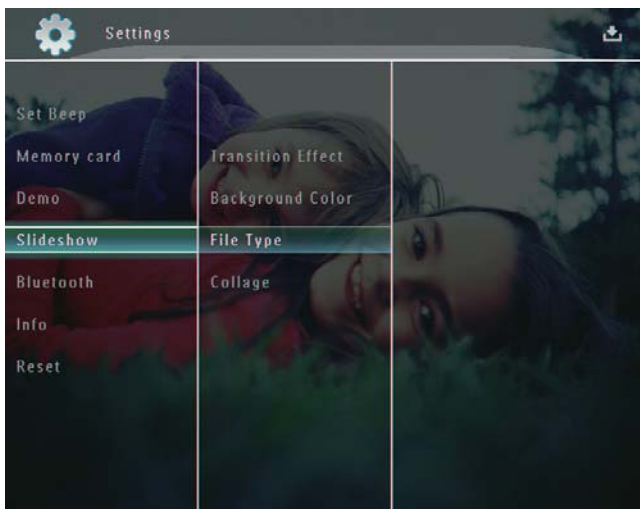 Settings
Set Beep
Memory card
Demo
Slideshow
Bluetooth
Info
Reset
Transition Effect
Background Color
File Type
Collage